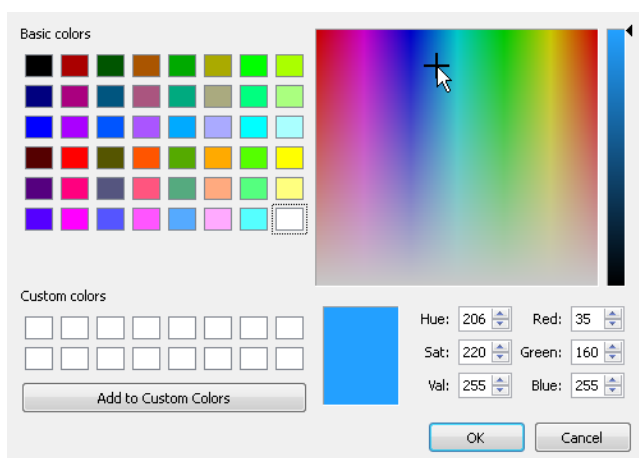 Basic colors
Custom colors
Add to Custom Colors
Hue: 206 Red: 35
Sat: 220 Green: 160
Val: 255 Blue: 255
OK Cancel